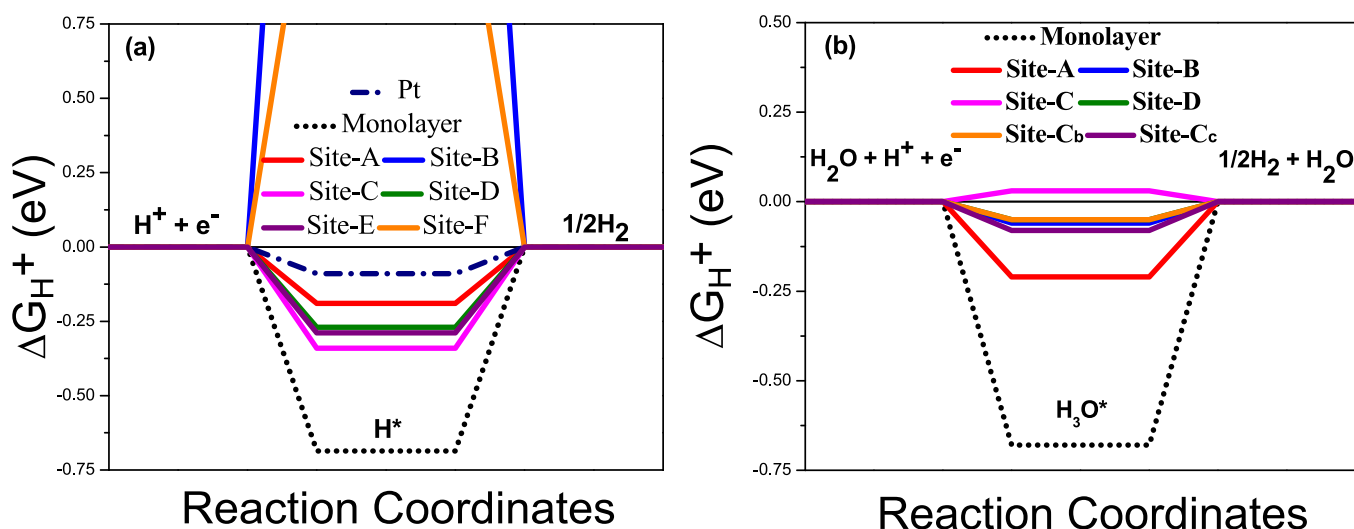 (a)
0.75
0.50
0.25
0.00
-0.25
-0.50
-0.75
ΔG_H+ (eV)
Pt
Monolayer
Site-A Site-B
Site-C Site-D
Site-E Site-F
H⁺ + e⁻
1/2H₂
H*
Reaction Coordinates
(b)
0.50
0.25
0.00
-0.25
-0.50
-0.75
ΔG_H+ (eV)
Monolayer
Site-A Site-B
Site-C Site-D
Site-Cb Site-Cc
H₂O + H⁺ + e⁻
1/2H₂ + H₂O
H₃O*
Reaction Coordinates